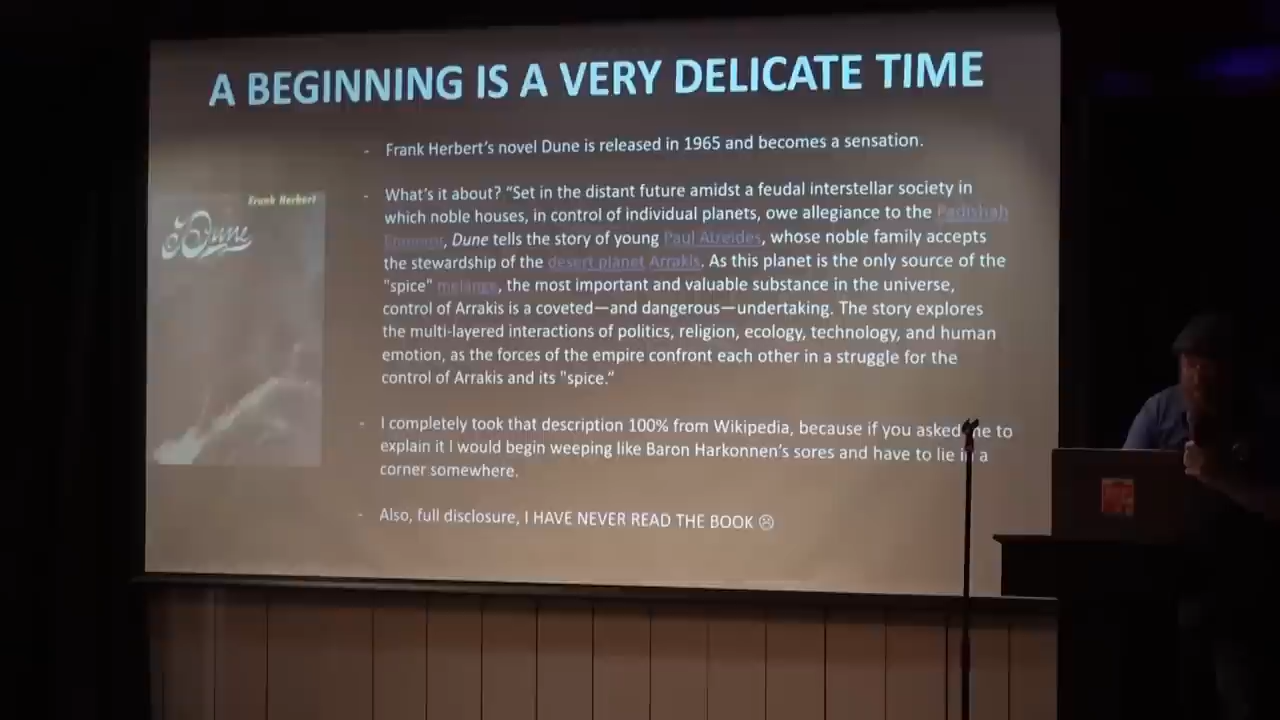 A BEGINNING IS A VERY DELICATE TIME
- Frank Herbert's novel Dune is released in 1965 and becomes a sensation.
Frank Herbert
Dune
- What's it about? “Set in the distant future amidst a feudal interstellar society in
which noble houses, in control of individual planets, owe allegiance to the Padishah
Emperor, Dune tells the story of young Paul Atreides, whose noble family accepts
the stewardship of the desert planet Arrakis. As this planet is the only source of the
"spice" melange, the most important and valuable substance in the universe,
control of Arrakis is a coveted—and dangerous—undertaking. The story explores
the multi-layered interactions of politics, religion, ecology, technology, and human
emotion, as the forces of the empire confront each other in a struggle for the
control of Arrakis and its "spice.”
- I completely took that description 100% from Wikipedia, because if you asked me to
explain it I would begin weeping like Baron Harkonnen's sores and have to lie in a
corner somewhere.
- Also, full disclosure, I HAVE NEVER READ THE BOOK ☹